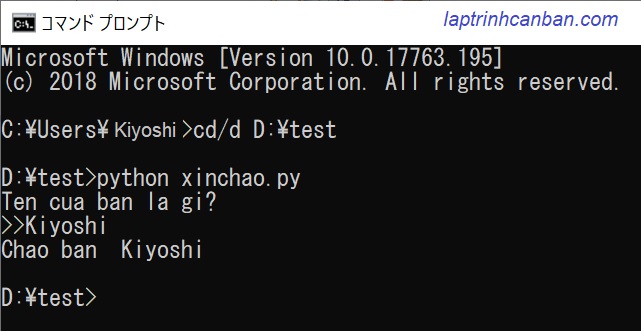 コマンド プロンプト
laptrinhcanban.com
Microsoft Windows [Version 10.0.17763.195]
(c) 2018 Microsoft Corporation. All rights reserved.
C:¥Users¥ Kiyoshi >cd/d D:¥test
D:¥test>python xinchao.py
Ten cua ban la gi?
>>Kiyoshi
Chao ban  Kiyoshi
D:¥test>